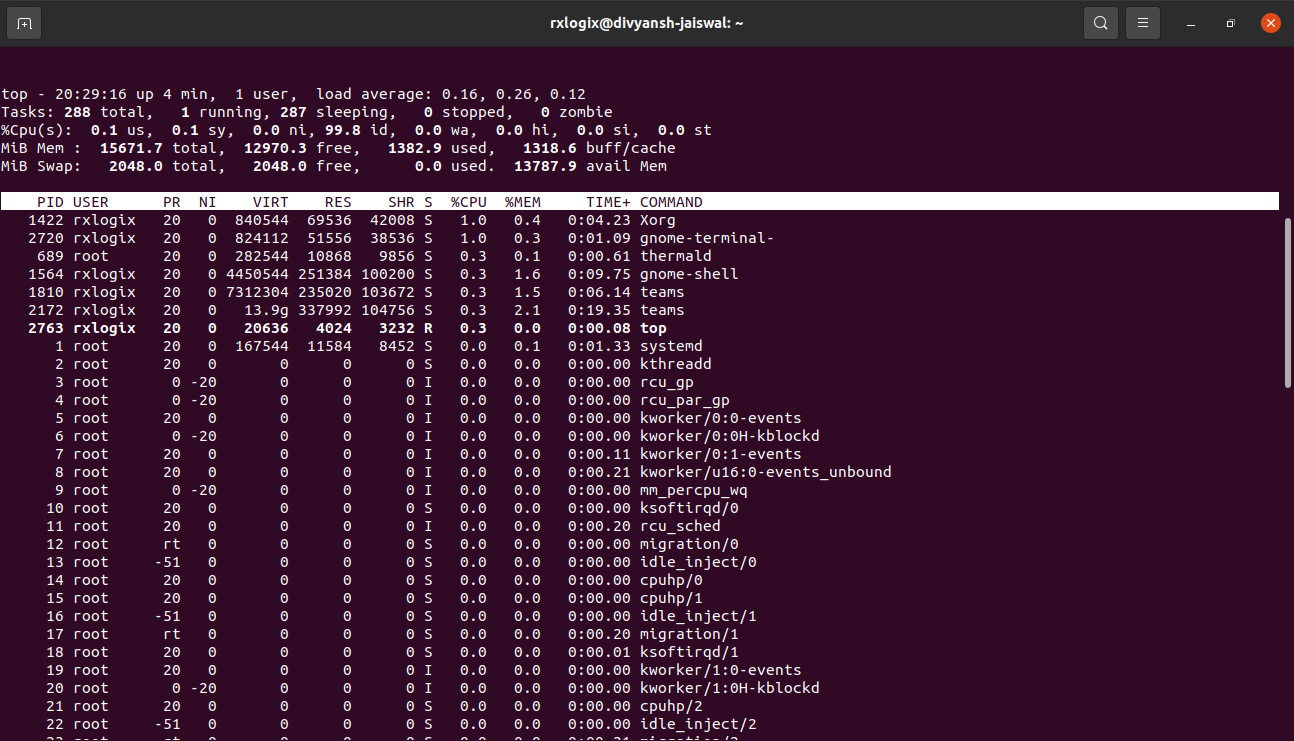 rxlogix@divyansh-jaiswal: ~
top - 20:29:16 up 4 min,  1 user,  load average: 0.16, 0.26, 0.12
Tasks: 288 total,   1 running, 287 sleeping,   0 stopped,   0 zombie
%Cpu(s):  0.1 us,  0.1 sy,  0.0 ni, 99.8 id,  0.0 wa,  0.0 hi,  0.0 si,  0.0 st
MiB Mem :  15671.7 total,  12970.3 free,   1382.9 used,   1318.6 buff/cache
MiB Swap:   2048.0 total,   2048.0 free,      0.0 used.  13787.9 avail Mem
PID USER      PR  NI    VIRT    RES    SHR S  %CPU  %MEM     TIME+ COMMAND
1422 rxlogix   20   0  840544  69536  42008 S   1.0   0.4   0:04.23 Xorg
2720 rxlogix   20   0  824112  51556  38536 S   1.0   0.3   0:01.09 gnome-terminal-
689 root      20   0  282544  10868   9856 S   0.3   0.1   0:00.61 thermald
1564 rxlogix   20   0 4450544 251384 100200 S   0.3   1.6   0:09.75 gnome-shell
1810 rxlogix   20   0 7312304 235020 103672 S   0.3   1.5   0:06.14 teams
2172 rxlogix   20   0   13.9g 337992 104756 S   0.3   2.1   0:19.35 teams
2763 rxlogix   20   0   20636   4024   3232 R   0.3   0.0   0:00.08 top
1 root      20   0  167544  11584   8452 S   0.0   0.1   0:01.33 systemd
2 root      20   0       0      0      0 S   0.0   0.0   0:00.00 kthreadd
3 root       0 -20       0      0      0 I   0.0   0.0   0:00.00 rcu_gp
4 root       0 -20       0      0      0 I   0.0   0.0   0:00.00 rcu_par_gp
5 root      20   0       0      0      0 I   0.0   0.0   0:00.00 kworker/0:0-events
6 root       0 -20       0      0      0 I   0.0   0.0   0:00.00 kworker/0:0H-kblockd
7 root      20   0       0      0      0 I   0.0   0.0   0:00.11 kworker/0:1-events
8 root      20   0       0      0      0 I   0.0   0.0   0:00.21 kworker/u16:0-events_unbound
9 root       0 -20       0      0      0 I   0.0   0.0   0:00.00 mm_percpu_wq
10 root      20   0       0      0      0 S   0.0   0.0   0:00.00 ksoftirqd/0
11 root      20   0       0      0      0 I   0.0   0.0   0:00.20 rcu_sched
12 root      rt   0       0      0      0 S   0.0   0.0   0:00.00 migration/0
13 root     -51   0       0      0      0 S   0.0   0.0   0:00.00 idle_inject/0
14 root      20   0       0      0      0 S   0.0   0.0   0:00.00 cpuhp/0
15 root      20   0       0      0      0 S   0.0   0.0   0:00.00 cpuhp/1
16 root     -51   0       0      0      0 S   0.0   0.0   0:00.00 idle_inject/1
17 root      rt   0       0      0      0 S   0.0   0.0   0:00.20 migration/1
18 root      20   0       0      0      0 S   0.0   0.0   0:00.01 ksoftirqd/1
19 root      20   0       0      0      0 I   0.0   0.0   0:00.00 kworker/1:0-events
20 root       0 -20       0      0      0 I   0.0   0.0   0:00.00 kworker/1:0H-kblockd
21 root      20   0       0      0      0 S   0.0   0.0   0:00.00 cpuhp/2
22 root     -51   0       0      0      0 S   0.0   0.0   0:00.00 idle_inject/2